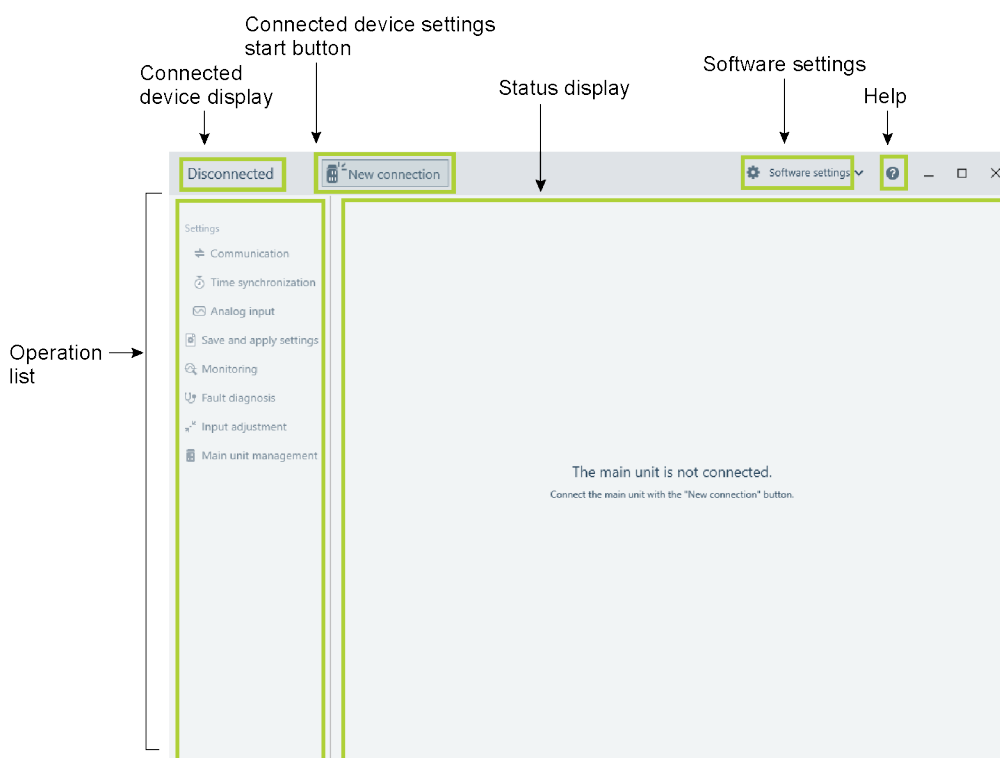 Connected device settings
start button
Connected
device display
Status display
Software settings
Help
Disconnected
New connection
Software settings
Operation
list
Settings
Communication
Time synchronization
Analog input
Save and apply settings
Monitoring
Fault diagnosis
Input adjustment
Main unit management
The main unit is not connected.
Connect the main unit with the "New connection" button.